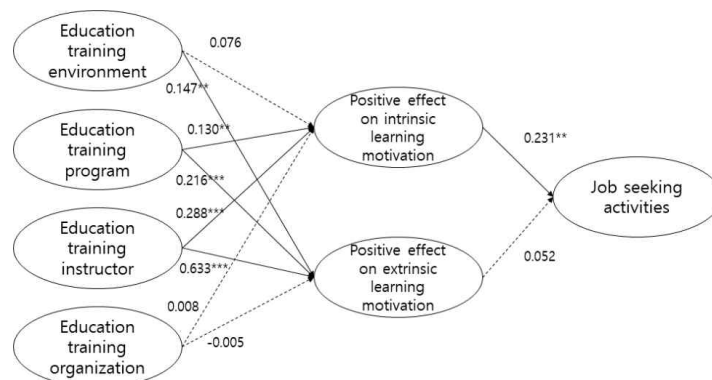 Education
training
environment
0.076
0.147**
Positive effect
on intrinsic
learning
motivation
Education
training
program
0.130**
0.231**
0.216***
Job seeking
activities
Education
training
instructor
0.288***
0.633***
Positive effect
on extrinsic
learning
motivation
0.052
0.008
Education
training
organization
-0.005